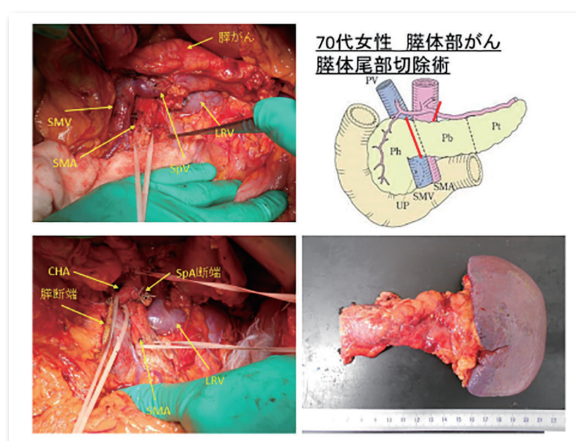 膵がん
SMV
SMA
SpV
LRV
70代女性 膵体部がん
膵体尾部切除術
PV
Ph
Pb
Pt
UP
SMV
SMA
CHA
SpA断端
膵断端
LRV
SMA